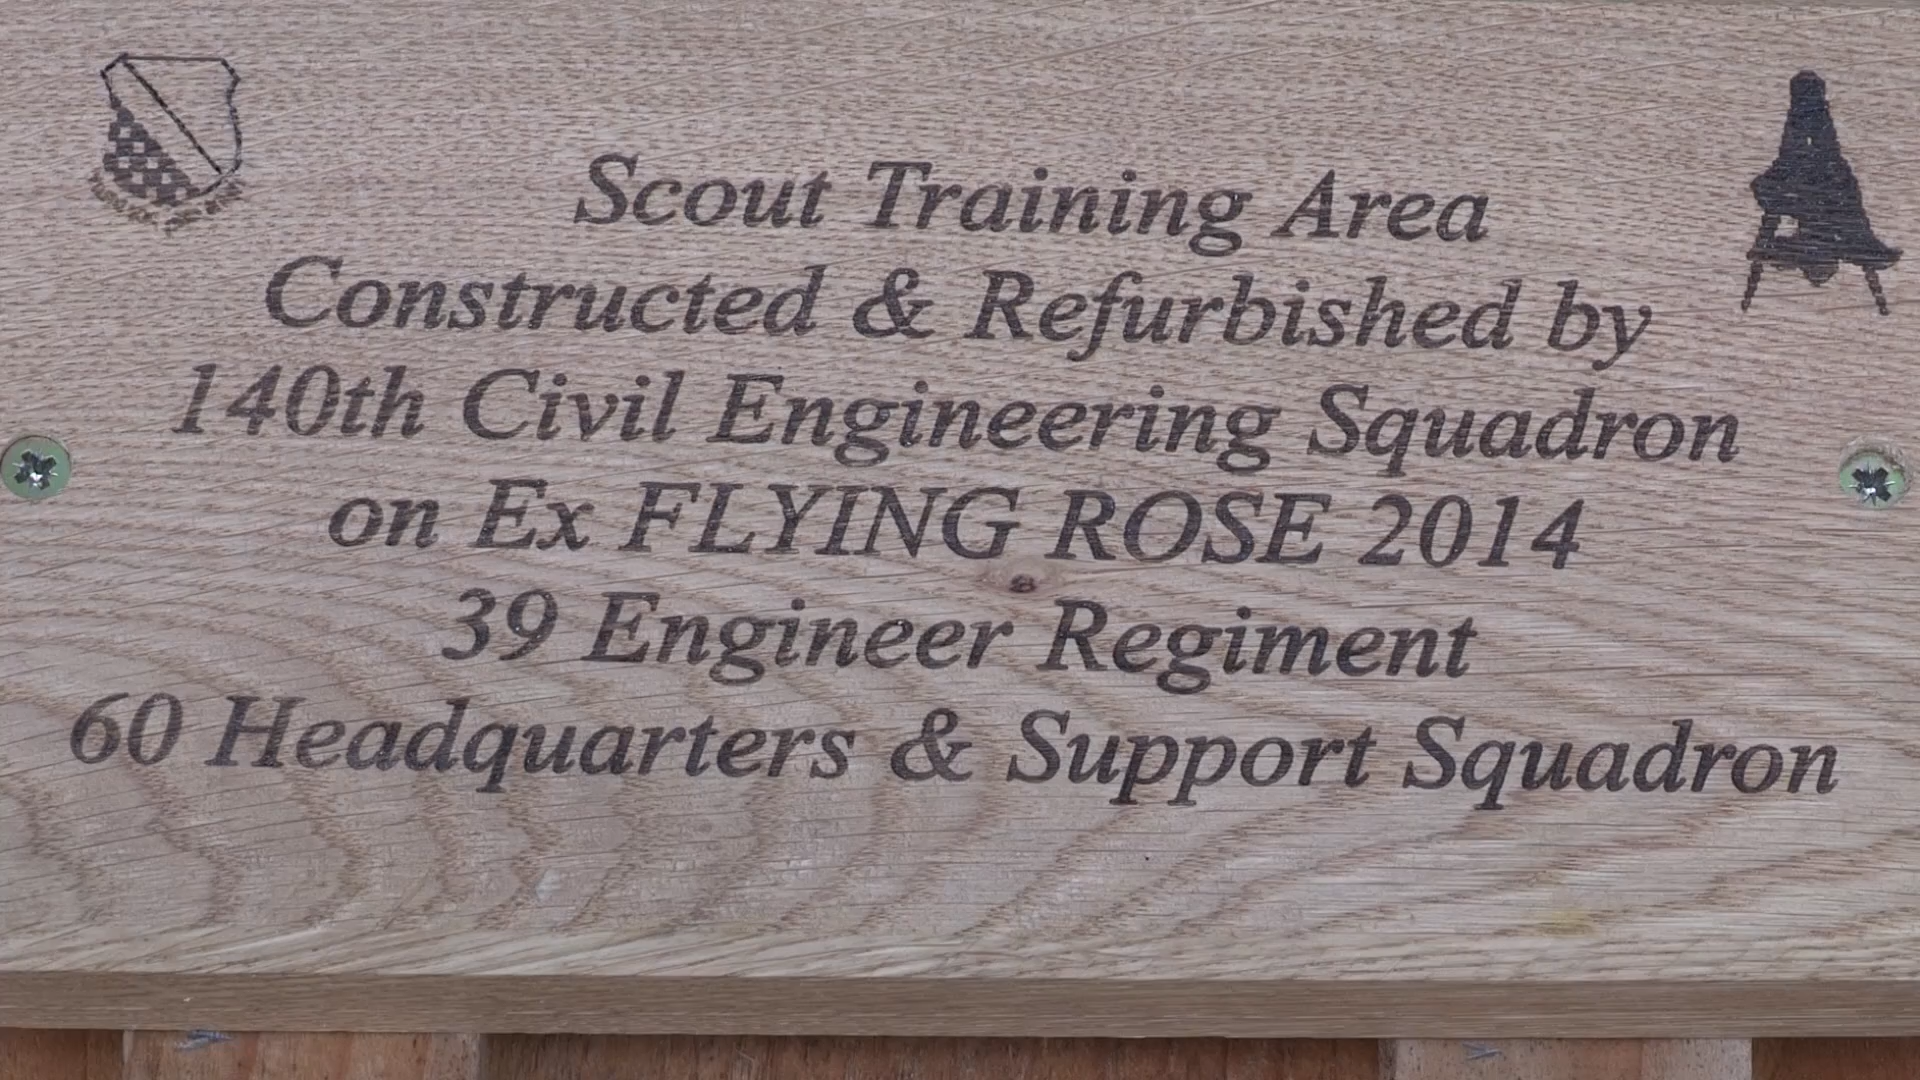 Scout Training Area
Constructed & Refurbished by
140th Civil Engineering Squadron
on Ex FLYING ROSE 2014
39 Engineer Regiment
60 Headquarters & Support Squadron